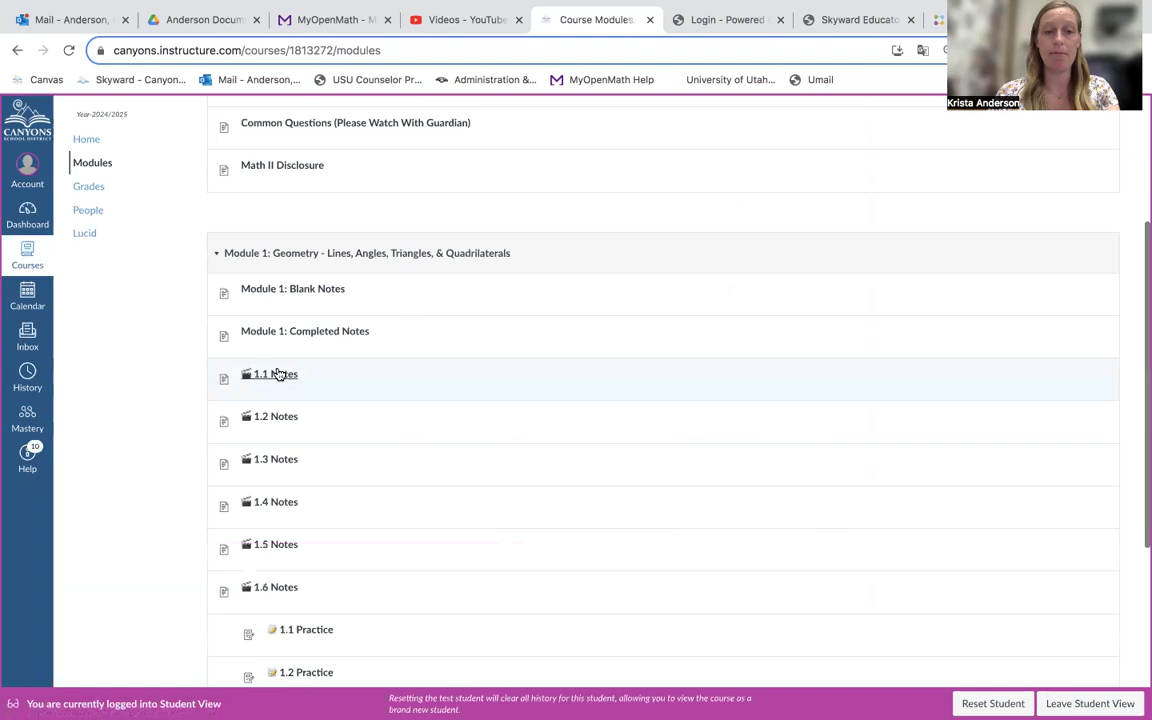 Mail - Anderson,
Anderson Docum
MyOpenMath - M
Videos - YouTube
Course Modules
Login - Powered
Skyward Educato
canyons.instructure.com/courses/1813272/modules
Canvas
Skyward - Canyon...
Mail - Anderson,...
USU Counselor Pr...
Administration &...
MyOpenMath Help
University of Utah...
Umail
Krista Anderson
CANYONS
SCHOOL DISTRICT
Account
Dashboard
Courses
Calendar
Inbox
History
Mastery
10
Help
Year-2024/2025
Home
Modules
Grades
People
Lucid
Common Questions (Please Watch With Guardian)
Math II Disclosure
Module 1: Geometry - Lines, Angles, Triangles, & Quadrilaterals
Module 1: Blank Notes
Module 1: Completed Notes
1.1 Notes
1.2 Notes
1.3 Notes
1.4 Notes
1.5 Notes
1.6 Notes
1.1 Practice
1.2 Practice
You are currently logged into Student View
Resetting the test student will clear all history for this student, allowing you to view the course as a
brand new student.
Reset Student
Leave Student View